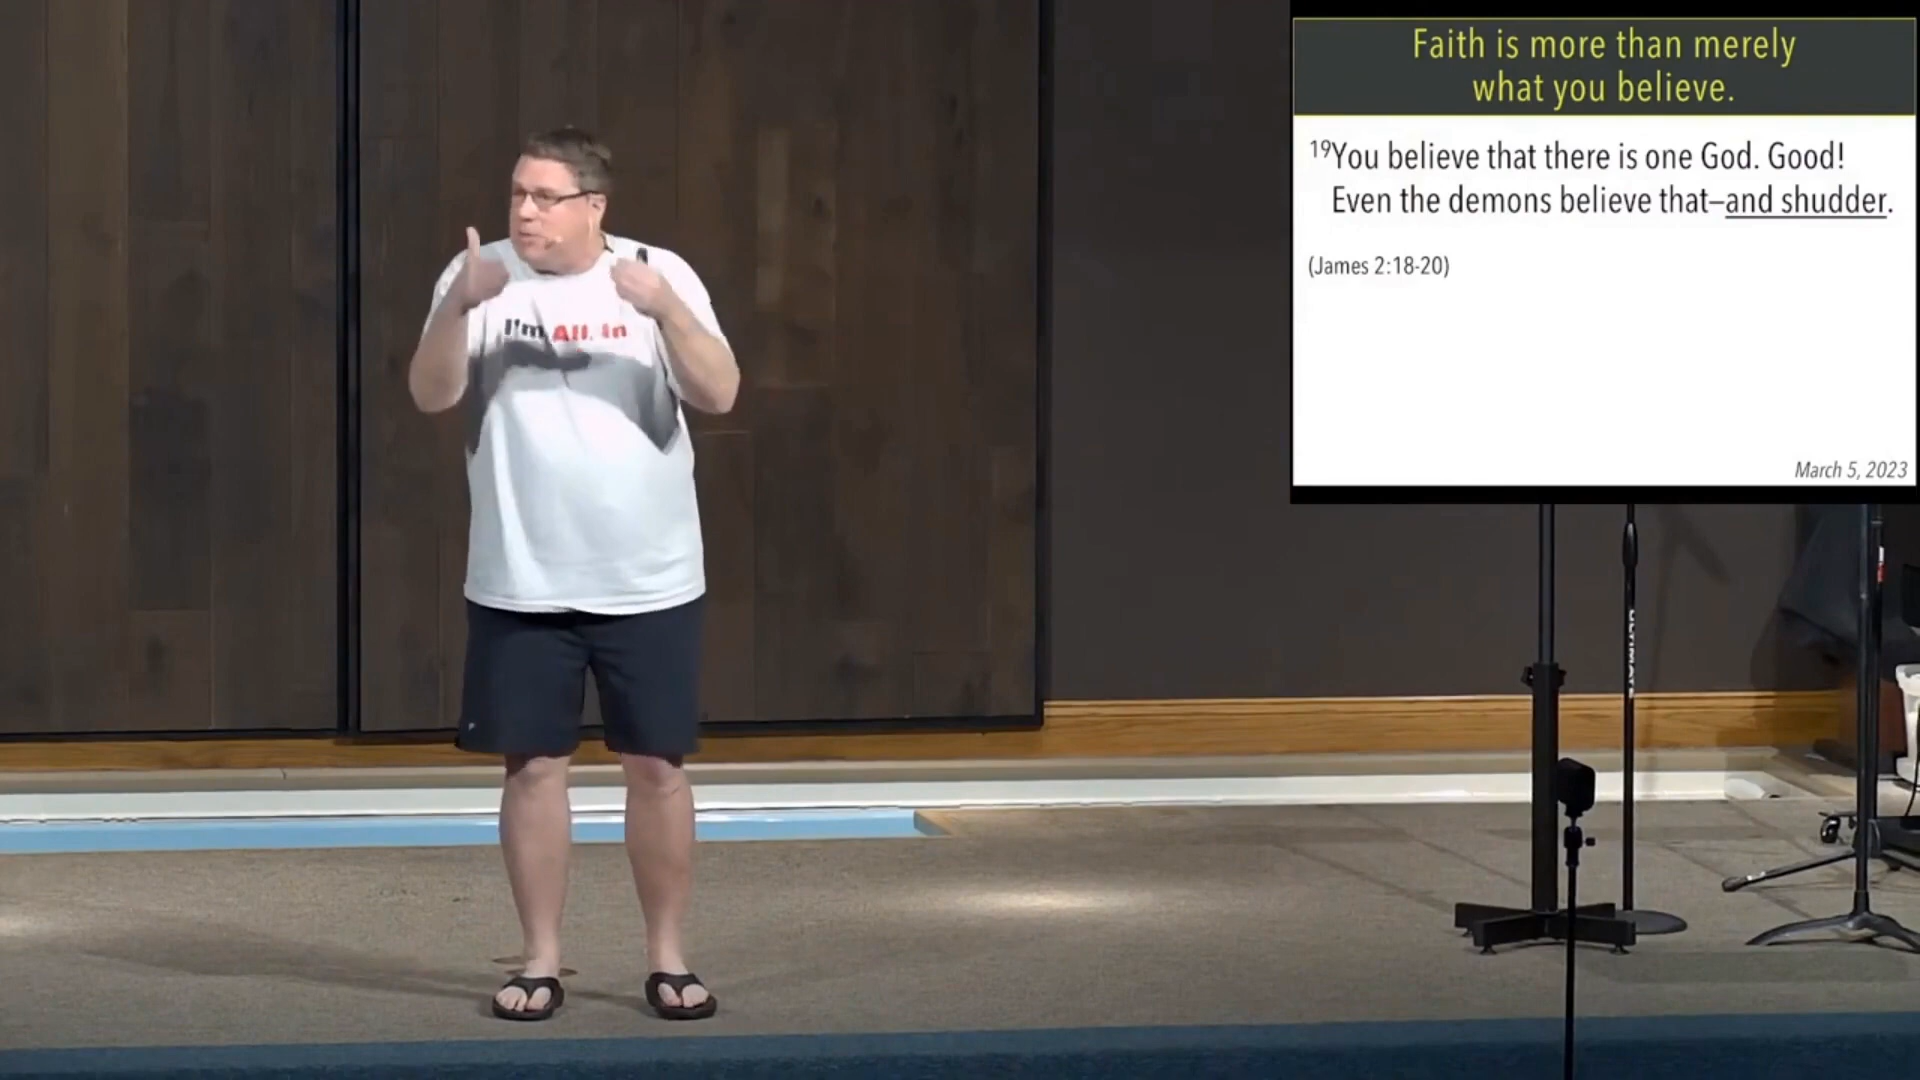 Faith is more than merely
what you believe.
19You believe that there is one God. Good!
Even the demons believe that—and shudder.
(James 2:18-20)
March 5, 2023
I'm All. In
ULTIMATE